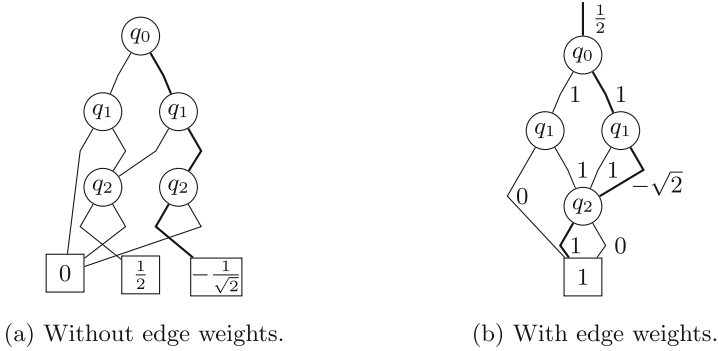 1/2
q0 q0
1 1
q1 q1 q1 q1
1 1
q2 q2 0 q2 −√2
1 0
0 1/2 −1/√2 1
(a) Without edge weights. (b) With edge weights.